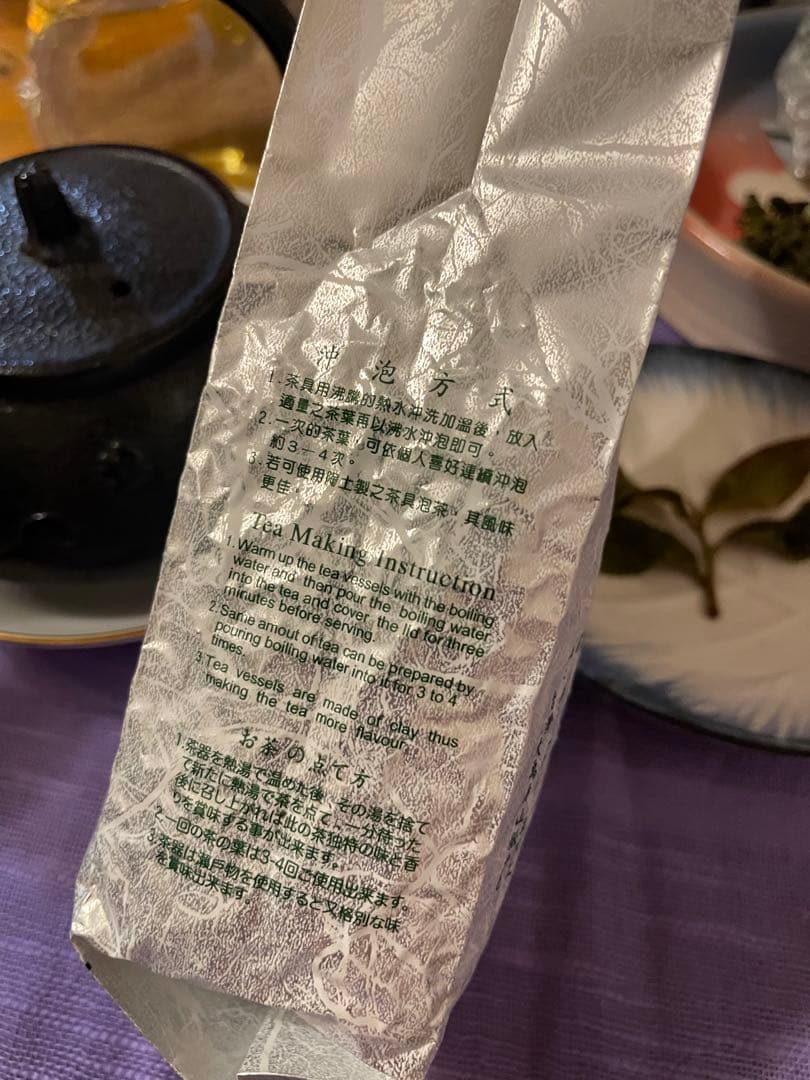 沖泡方式
1.茶具用沸騰的熱水沖洗加溫後，放入
適量之茶葉再以沸水沖泡即可。
2.一次的茶葉，可依個人喜好連續沖泡
約3－4次。
3.若可使用陶土製之茶具泡茶，其風味
更佳。
Tea Making Instruction
1.Warm up the tea vessels with the boiling
water and then pour the boiling water
into the tea and cover the lid for three
minutes before serving.
2.Same amout of tea can be prepared by
pouring boiling water into it for 3 to 4
times.
3.Tea vessels are made of clay thus
making the tea more flavour.
お茶の点て方
1.茶器を熱湯で温めた後、その湯を捨て
て新たに熱湯で茶を点て、一分待った
後に召し上がれば此の茶独特の味と香
りを賞味する事が出来ます。
2.一回の茶の葉は3-4回ご使用出来ます。
3.茶器は瀬戸物を使用すると又格別な味
を賞味出来ます。